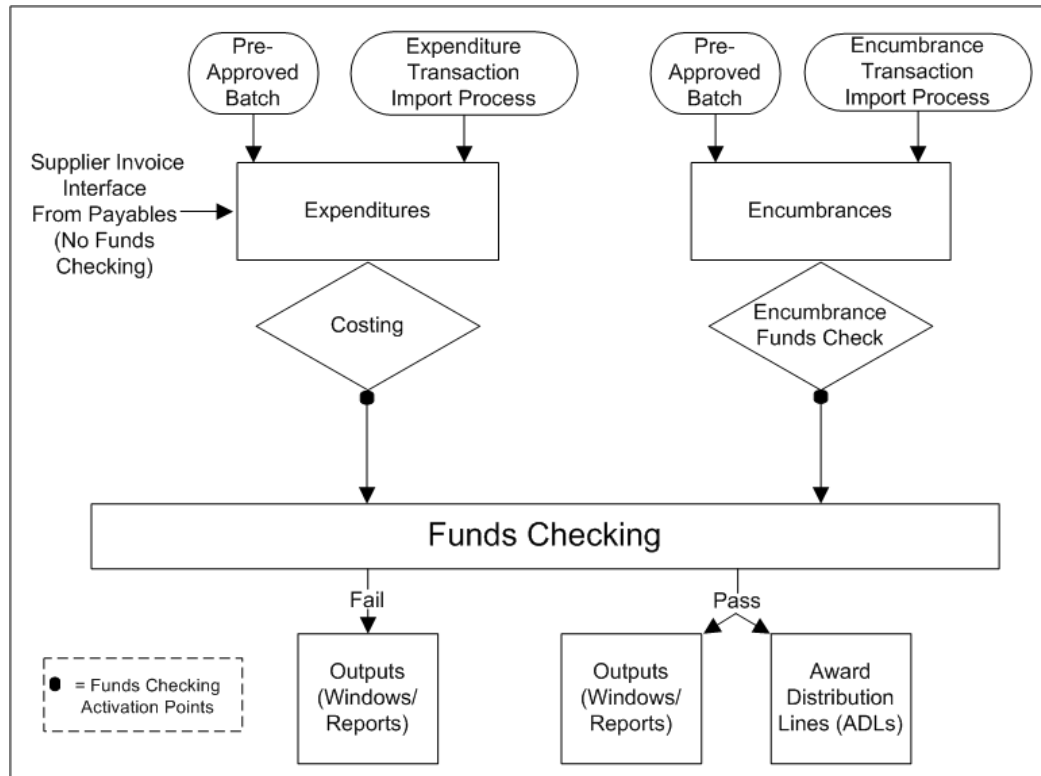 Pre-
Approved
Batch
Expenditure
Transaction
Import Process
Pre-
Approved
Batch
Encumbrance
Transaction
Import Process
Supplier Invoice
Interface
From Payables
(No Funds
Checking)
Expenditures
Encumbrances
Costing
Encumbrance
Funds Check
Funds Checking
Fail
Pass
Outputs
(Windows/
Reports)
Outputs
(Windows/
Reports)
Award
Distribution
Lines (ADLs)
= Funds Checking
Activation Points